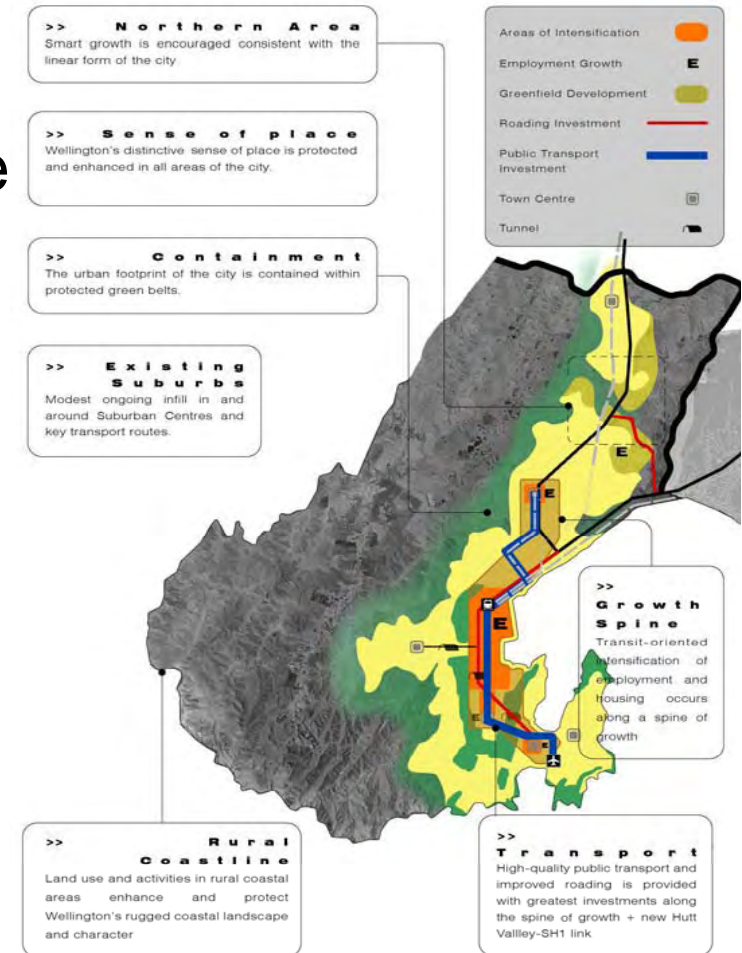 >> Northern Area
Smart growth is encouraged consistent with the
linear form of the city
>> Sense of place
Wellington's distinctive sense of place is protected
and enhanced in all areas of the city.
>> Containment
The urban footprint of the city is contained within
protected green belts.
>> Existing
Suburbs
Modest ongoing infill in and
around Suburban Centres and
key transport routes.
Areas of Intensification
Employment Growth E
Greenfield Development
Roading Investment
Public Transport
Investment
Town Centre
Tunnel
E
E
E
E
E
>>
Growth
Spine
Transit-oriented
intensification of
employment and
housing occurs
along a spine of
growth
>> Rural
Coastline
Land use and activities in rural coastal
areas enhance and protect
Wellington's rugged coastal landscape
and character
>>
Transport
High-quality public transport and
improved roading is provided
with greatest investments along
the spine of growth + new Hutt
Vallley-SH1 link